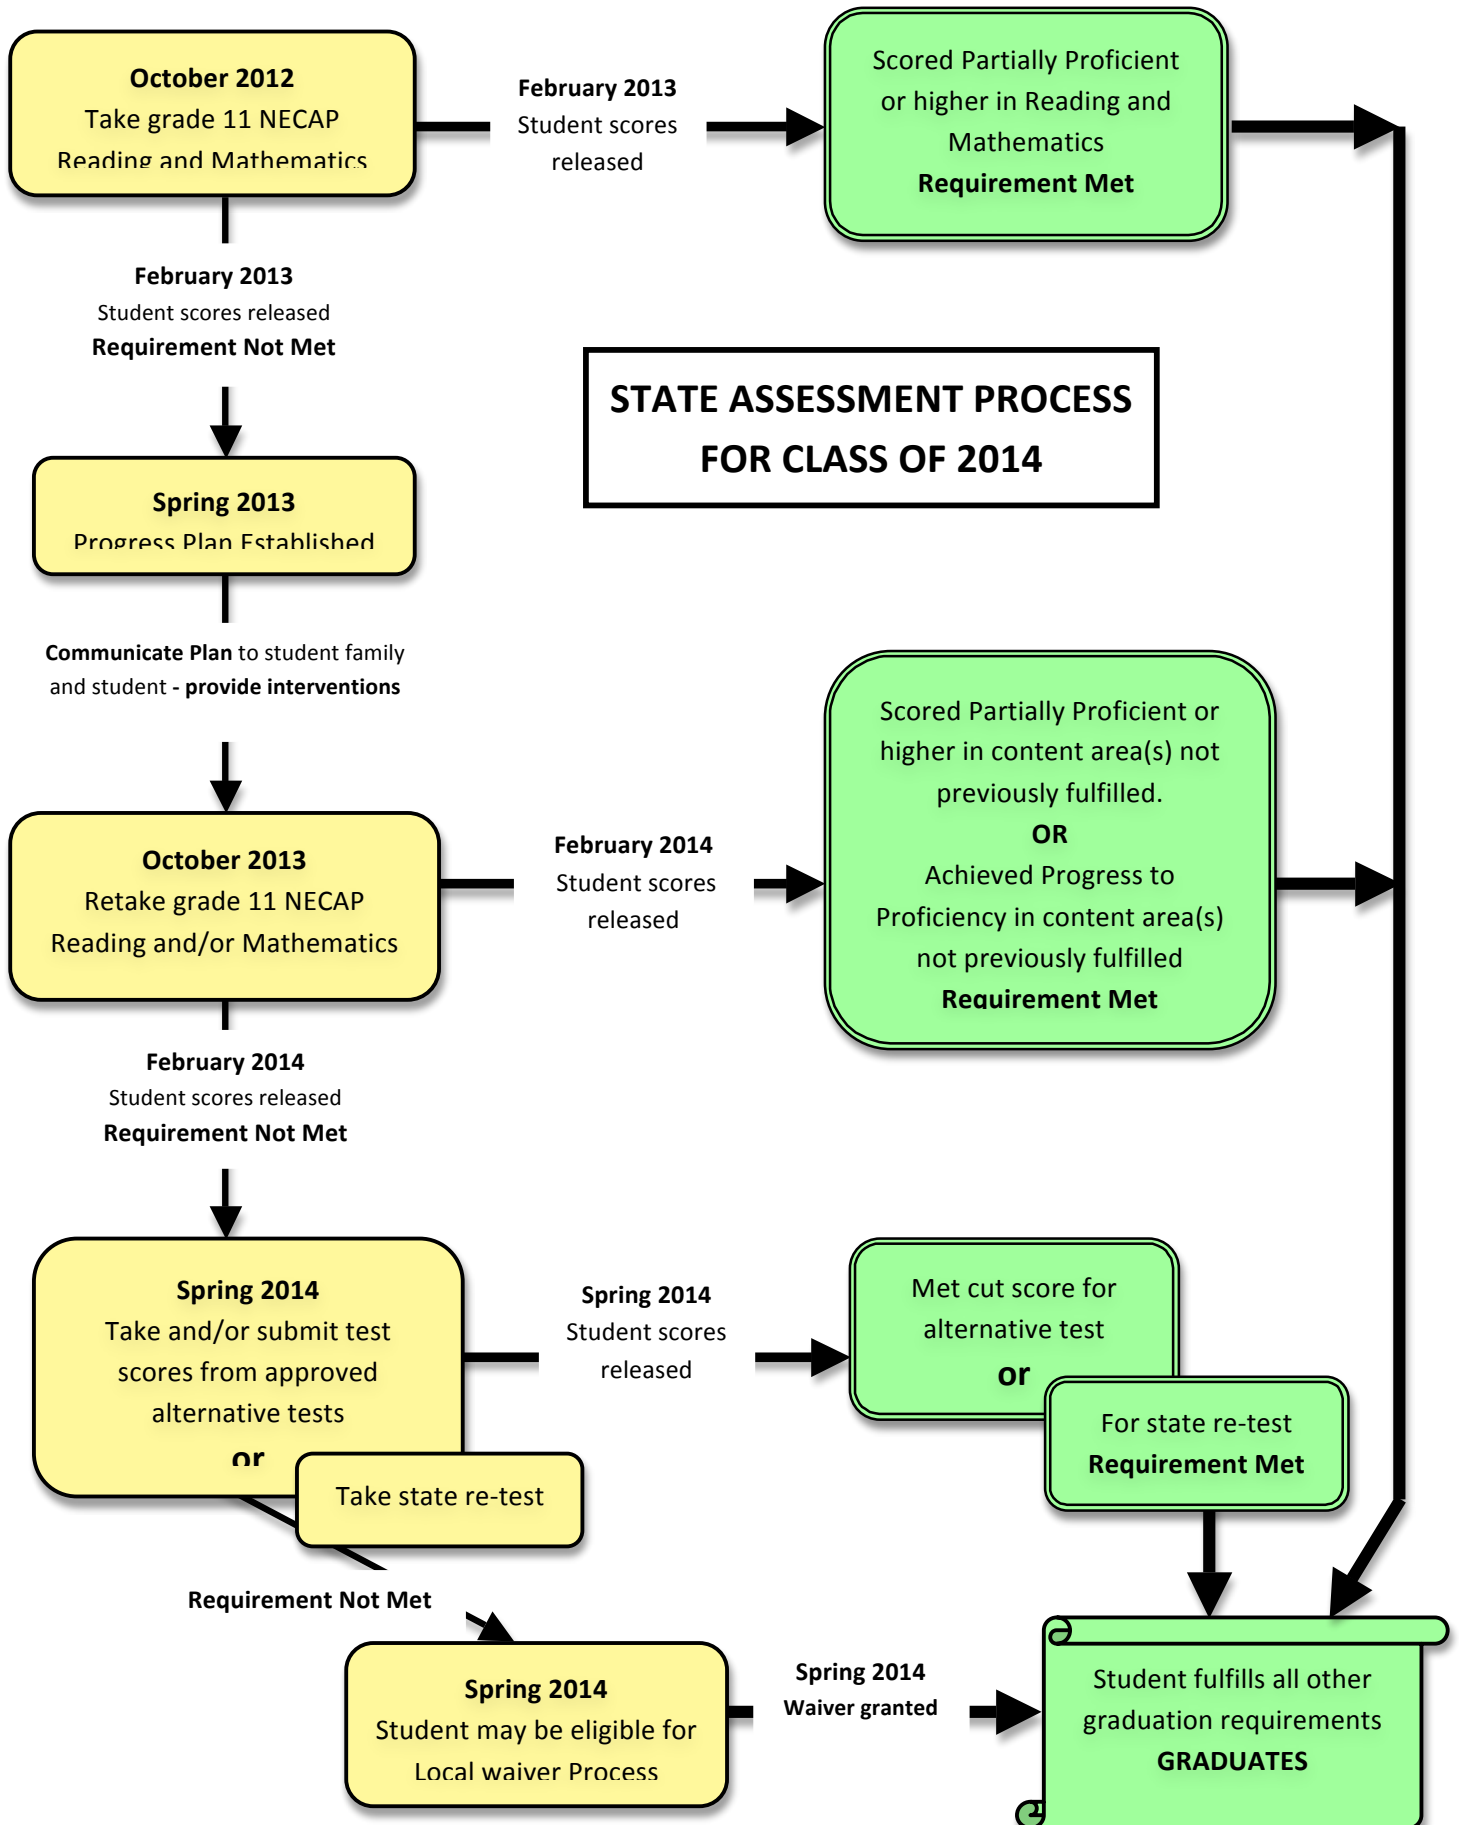 October 2012
Take grade 11 NECAP
Reading and Mathematics
February 2013
Student scores
released
Scored Partially Proficient
or higher in Reading and
Mathematics
Requirement Met
February 2013
Student scores released
Requirement Not Met
STATE ASSESSMENT PROCESS
FOR CLASS OF 2014
Spring 2013
Progress Plan Established
Communicate Plan to student family
and student - provide interventions
October 2013
Retake grade 11 NECAP
Reading and/or Mathematics
February 2014
Student scores
released
Scored Partially Proficient or
higher in content area(s) not
previously fulfilled.
OR
Achieved Progress to
Proficiency in content area(s)
not previously fulfilled
Requirement Met
February 2014
Student scores released
Requirement Not Met
Spring 2014
Take and/or submit test
scores from approved
alternative tests
or
Take state re-test
Spring 2014
Student scores
released
Met cut score for
alternative test
or
For state re-test
Requirement Met
Requirement Not Met
Spring 2014
Student may be eligible for
Local waiver Process
Spring 2014
Waiver granted
Student fulfills all other
graduation requirements
GRADUATES